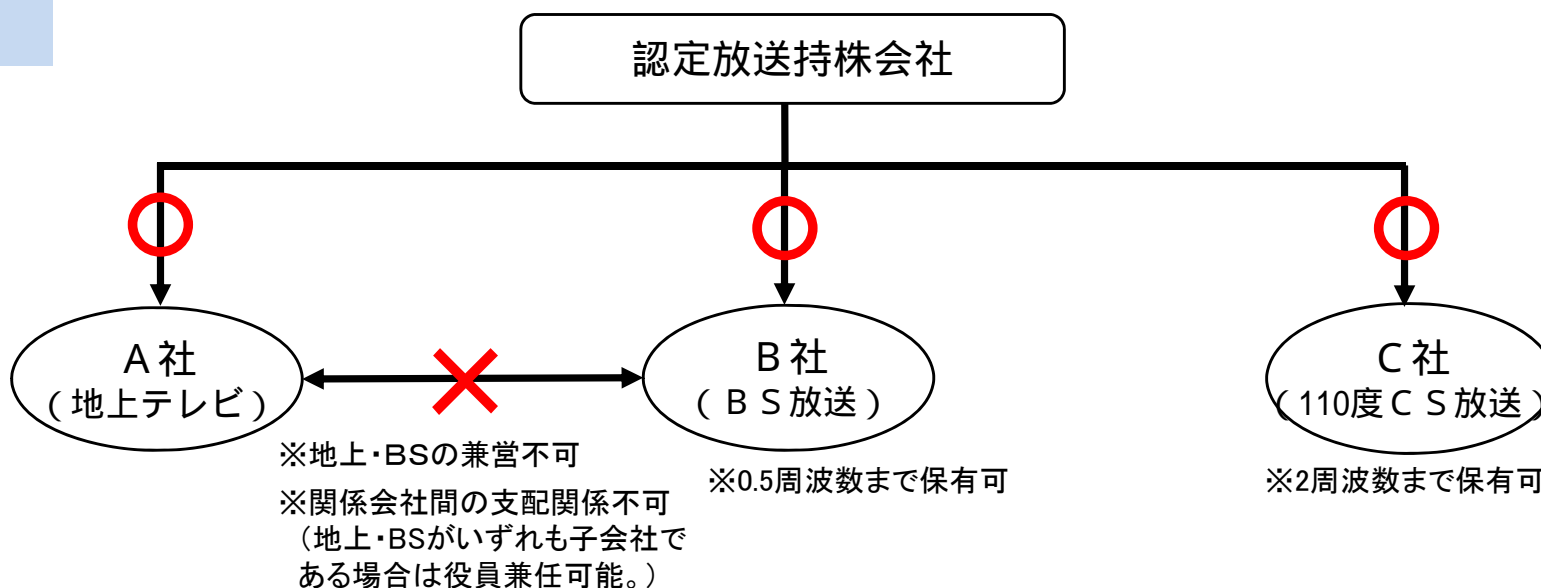 認定放送持株会社
A社
(地上テレビ)
B社
(BS放送)
C社
(110度CS放送)
※地上・BSの兼営不可
※関係会社間の支配関係不可
(地上・BSがいずれも子会社で
ある場合は役員兼任可能。)
※0.5周波数まで保有可
※2周波数まで保有可